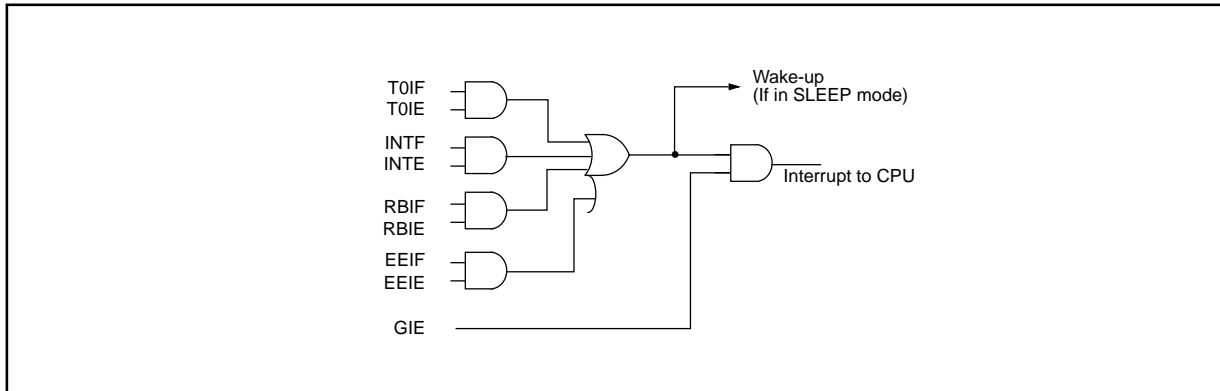 T0IF
T0IE
INTF
INTE
RBIF
RBIE
EEIF
EEIE
GIE
Wake-up
(If in SLEEP mode)
Interrupt to CPU